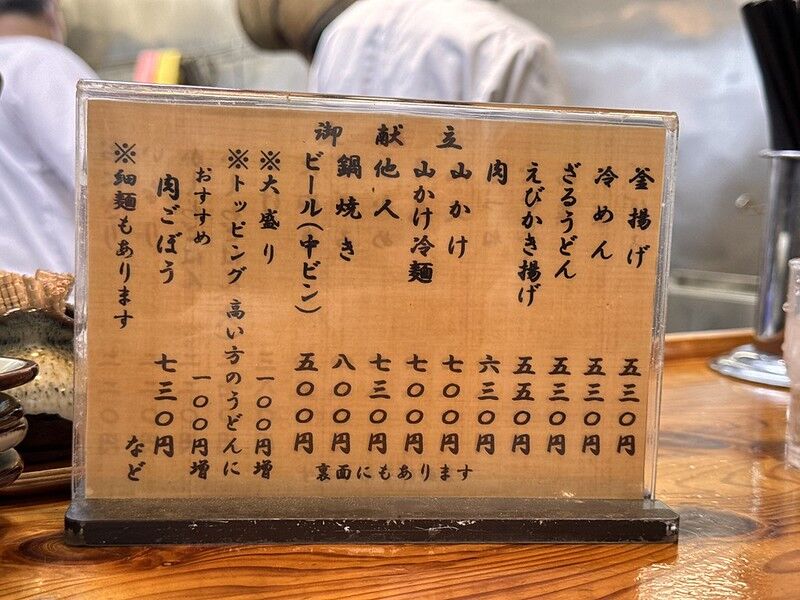 御献立
釜揚げ 五三〇円
冷めん 五三〇円
ざるうどん 五三〇円
えびかき揚げ 五五〇円
肉 六三〇円
山かけ 七〇〇円
山かけ冷麺 七〇〇円
他人 七三〇円
鍋焼き 八〇〇円
ビール(中ビン) 五〇〇円
※大盛り 一〇〇円増
※トッピング 高い方のうどんに
一〇〇円増
おすすめ
肉ごぼう 七三〇円
など
※細麺もあります
裏面にもあります